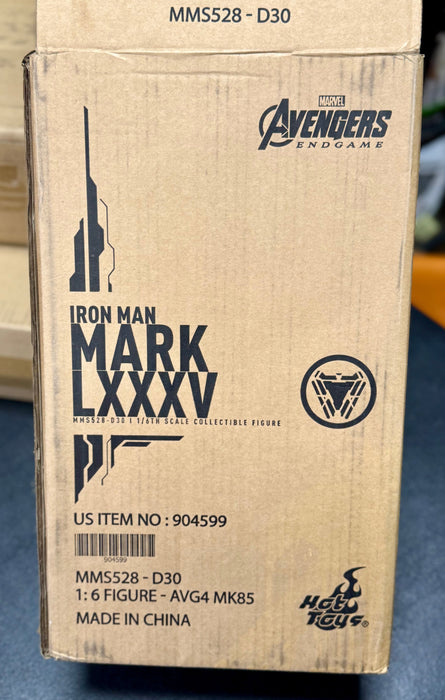 MMS528 - D30
MARVEL
AVENGERS
ENDGAME
IRON MAN
MARK
LXXXV
MMS528-D30 | 1/6TH SCALE COLLECTIBLE FIGURE
US ITEM NO : 904599
904599
MMS528 - D30
1: 6 FIGURE - AVG4 MK85
MADE IN CHINA
Hot
Toys®